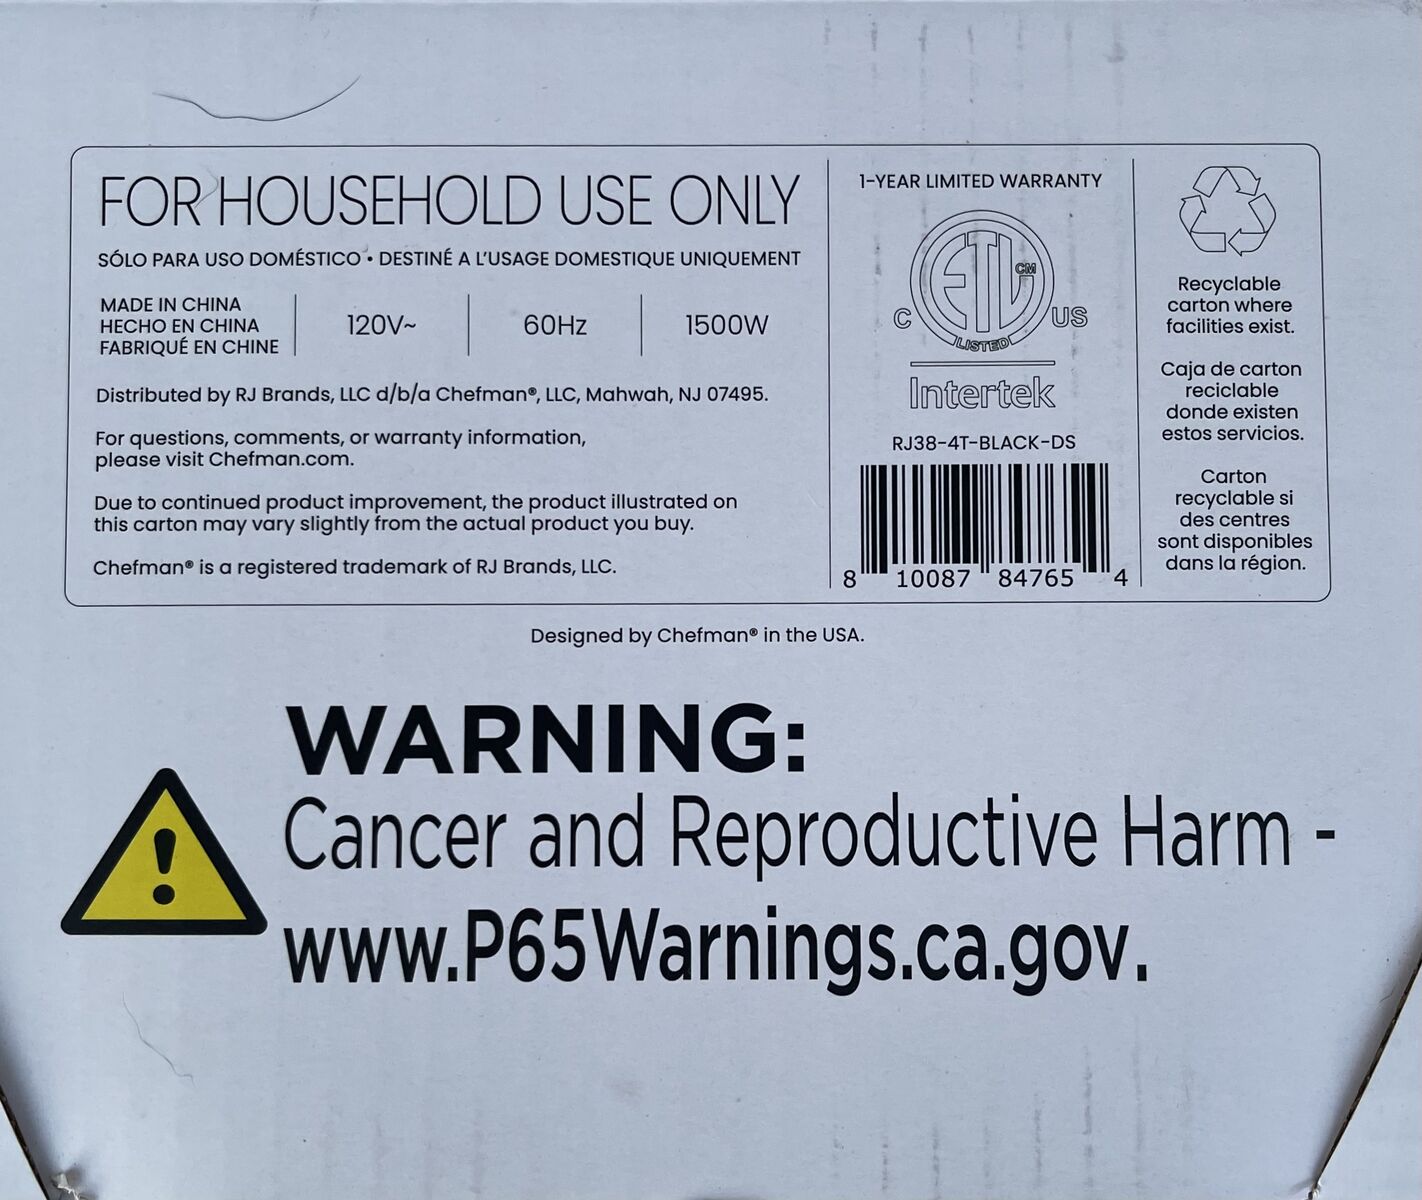 FOR HOUSEHOLD USE ONLY
SÓLO PARA USO DOMÉSTICO • DESTINÉ A L'USAGE DOMESTIQUE UNIQUEMENT
MADE IN CHINA
HECHO EN CHINA
FABRIQUÉ EN CHINE
120V~
60Hz
1500W
Distributed by RJ Brands, LLC d/b/a Chefman®, LLC, Mahwah, NJ 07495.
For questions, comments, or warranty information,
please visit Chefman.com.
Due to continued product improvement, the product illustrated on
this carton may vary slightly from the actual product you buy.
Chefman® is a registered trademark of RJ Brands, LLC.
1-YEAR LIMITED WARRANTY
ETL CM
C US
LISTED
Intertek
RJ38-4T-BLACK-DS
8 10087 84765 4
Recyclable
carton where
facilities exist.
Caja de carton
reciclable
donde existen
estos servicios.
Carton
recyclable si
des centres
sont disponibles
dans la région.
Designed by Chefman® in the USA.
WARNING:
Cancer and Reproductive Harm -
www.P65Warnings.ca.gov.